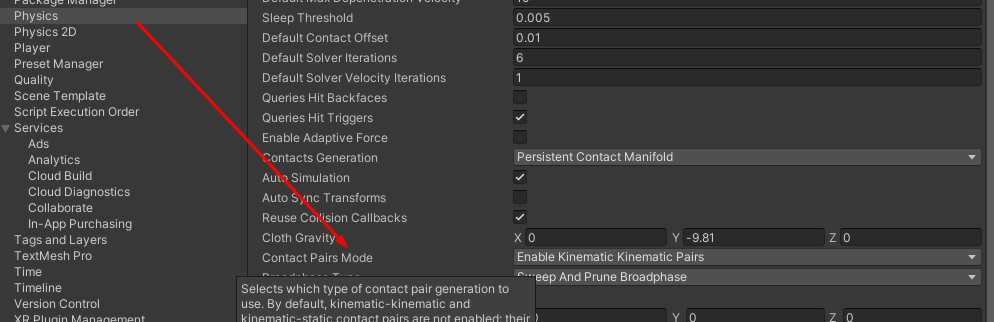 Package Manager
Physics
Physics 2D
Player
Preset Manager
Quality
Scene Template
Script Execution Order
Services
Ads
Analytics
Cloud Build
Cloud Diagnostics
Collaborate
In-App Purchasing
Tags and Layers
TextMesh Pro
Time
Timeline
Version Control
XR Plugin Management
Default Max Depenetration Velocity 10
Sleep Threshold 0.005
Default Contact Offset 0.01
Default Solver Iterations 6
Default Solver Velocity Iterations 1
Queries Hit Backfaces
Queries Hit Triggers
Enable Adaptive Force
Contacts Generation Persistent Contact Manifold
Auto Simulation
Auto Sync Transforms
Reuse Collision Callbacks
Cloth Gravity X 0 Y -9.81 Z 0
Contact Pairs Mode Enable Kinematic Kinematic Pairs
Broadphase Type Sweep And Prune Broadphase
Selects which type of contact pair generation to
use. By default, kinematic-kinematic and
kinematic-static contact pairs are not enabled; their
0 Y 0 Z 0